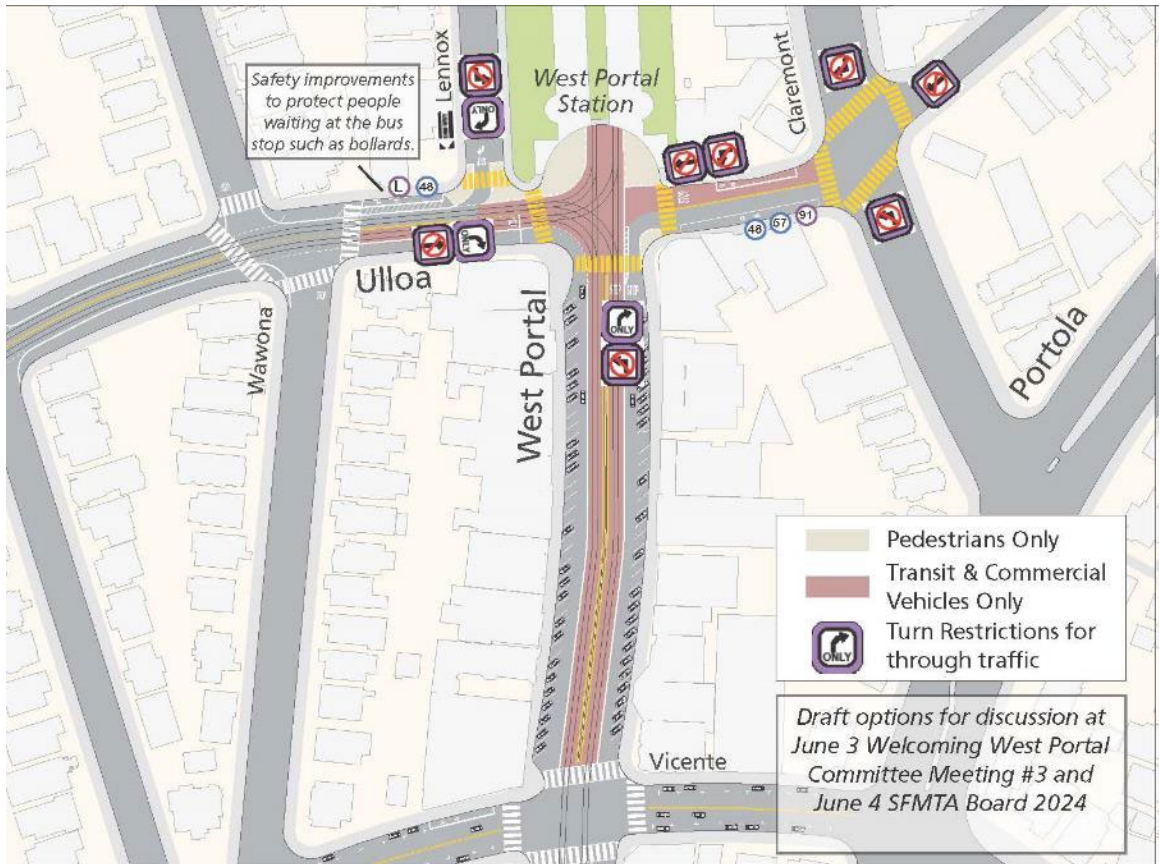 Safety improvements
to protect people
waiting at the bus
stop such as bollards.
Lennox
ONLY
West Portal
Station
Claremont
L
48
48
57
91
ONLY
Ulloa
Wawona
West Portal
STOP
ONLY
Portola
Vicente
Pedestrians Only
Transit & Commercial
Vehicles Only
ONLY
Turn Restrictions for
through traffic
Draft options for discussion at
June 3 Welcoming West Portal
Committee Meeting #3 and
June 4 SFMTA Board 2024